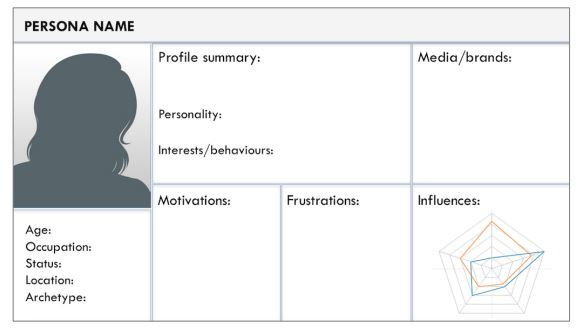 PERSONA NAME
Profile summary:
Personality:
Interests/behaviours:
Media/brands:
Motivations:
Frustrations:
Influences:
Age:
Occupation:
Status:
Location:
Archetype: